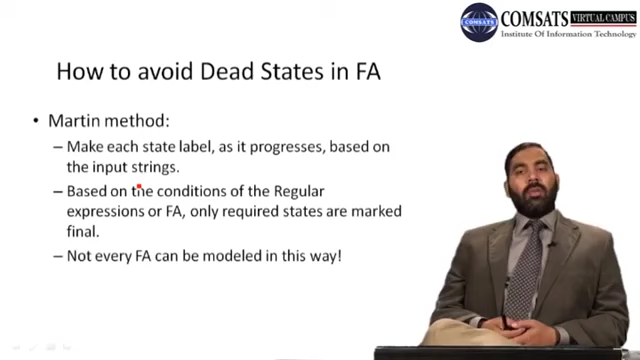 COMSATS VIRTUAL CAMPUS
Institute Of Information Technology
COMSATS
How to avoid Dead States in FA
• Martin method:
– Make each state label, as it progresses, based on
the input strings.
– Based on the conditions of the Regular
expressions or FA, only required states are marked
final.
– Not every FA can be modeled in this way!